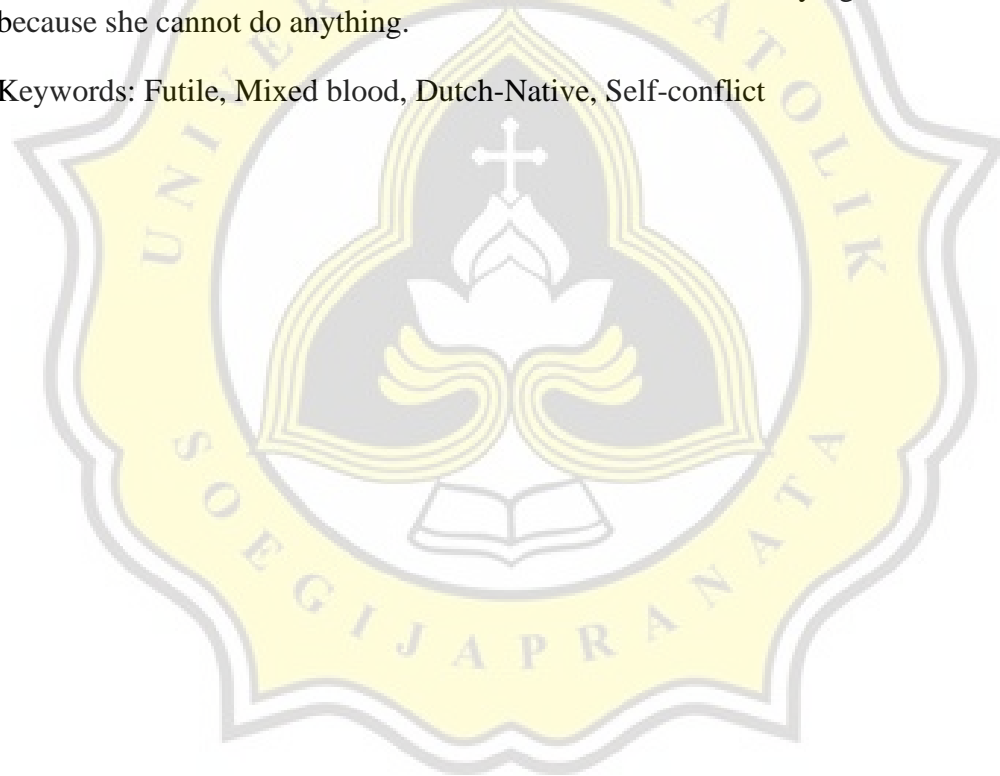 because she cannot do anything.
Keywords: Futile, Mixed blood, Dutch-Native, Self-conflict
SOEGIJAPRANATA